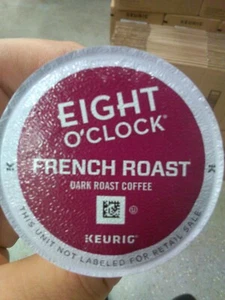 EIGHT
O'CLOCK®
FRENCH ROAST
DARK ROAST COFFEE
KEURIG®
THIS UNIT NOT LABELED FOR RETAIL SALE